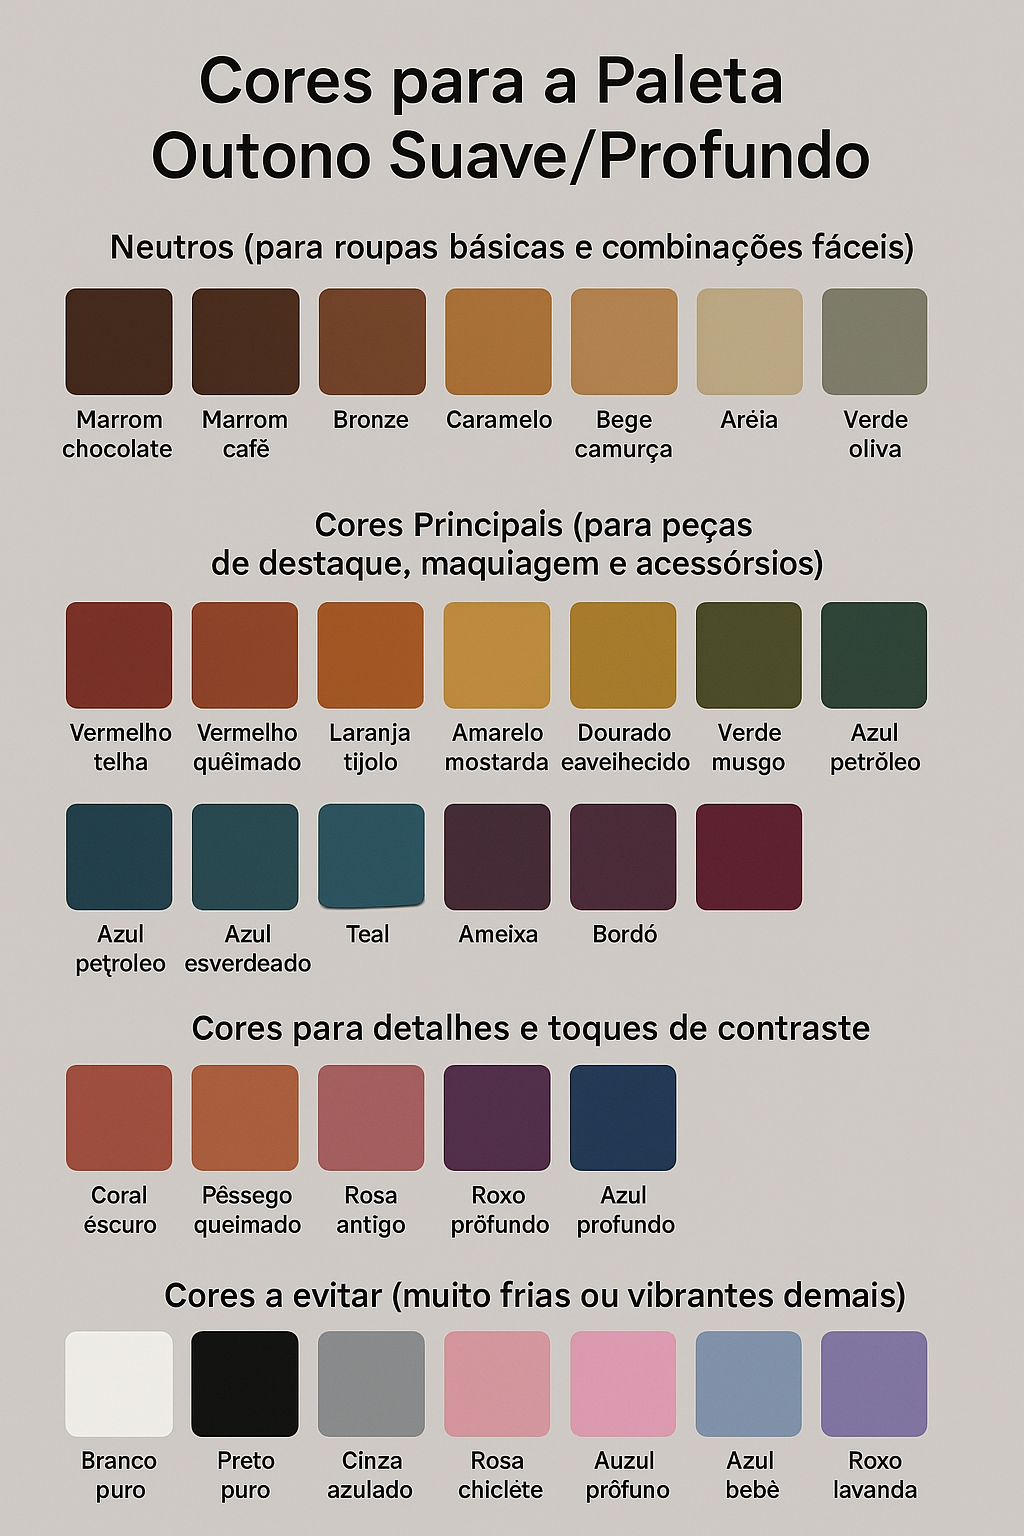 Cores para a Paleta
Outono Suave/Profundo
Neutros (para roupas básicas e combinações fáceis)
Marrom chocolate
Marrom cafĕ
Bronze
Caramelo
Bege camurça
Arėia
Verde oliva
Cores Principais (para peças
de destaque, maquiagem e acessórsios)
Vermelho telha
Vermelho quêimado
Laranja tijolo
Amarelo mostarda
Dourado eaveihecido
Verde musgo
Azul petrŏleo
Azul peţroleo
Azul esverdeado
Teal
Ameixa
Bordó
Cores para detalhes e toques de contraste
Coral éscuro
Pêssego queimado
Rosa antigo
Roxo prŏfundo
Azul profundo
Cores a evitar (muito frias ou vibrantes demais)
Branco puro
Preto puro
Cinza azulado
Rosa chiclėte
Auzul prôfuno
Azul bebè
Roxo lavanda